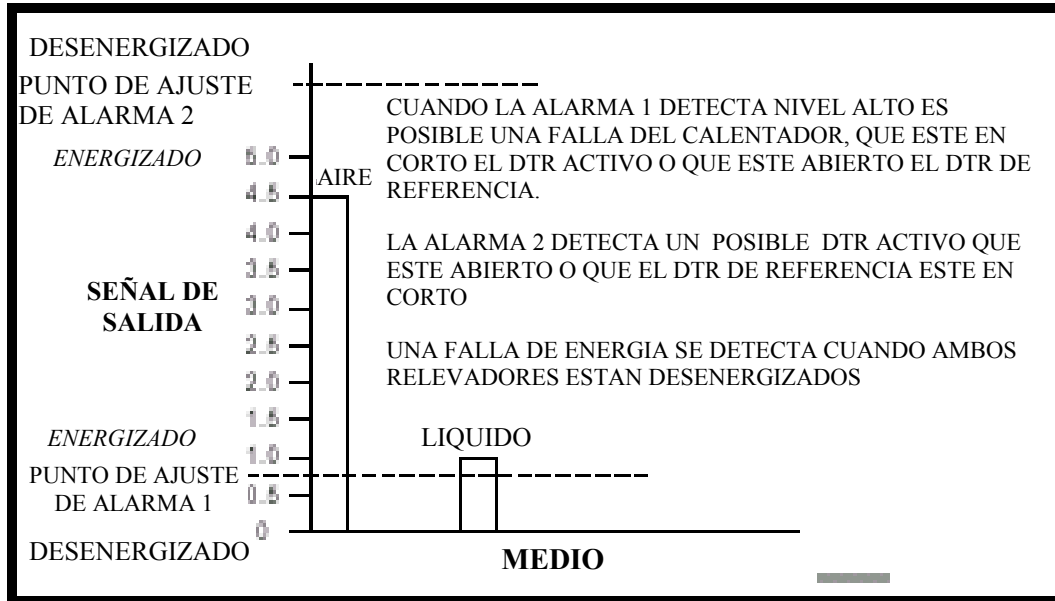 DESENERGIZADO
PUNTO DE AJUSTE
DE ALARMA 2
ENERGIZADO
CUANDO LA ALARMA 1 DETECTA NIVEL ALTO ES
POSIBLE UNA FALLA DEL CALENTADOR, QUE ESTE EN
CORTO EL DTR ACTIVO O QUE ESTE ABIERTO EL DTR DE
REFERENCIA.
LA ALARMA 2 DETECTA UN POSIBLE DTR ACTIVO QUE
ESTE ABIERTO O QUE EL DTR DE REFERENCIA ESTE EN
CORTO
UNA FALLA DE ENERGIA SE DETECTA CUANDO AMBOS
RELEVADORES ESTAN DESENERGIZADOS
5.0
AIRE
4.5
4.0
3.5
SEÑAL DE
SALIDA
3.0
2.5
2.0
1.5
ENERGIZADO
LIQUIDO
1.0
PUNTO DE AJUSTE
DE ALARMA 1
0.5
0
DESENERGIZADO
MEDIO